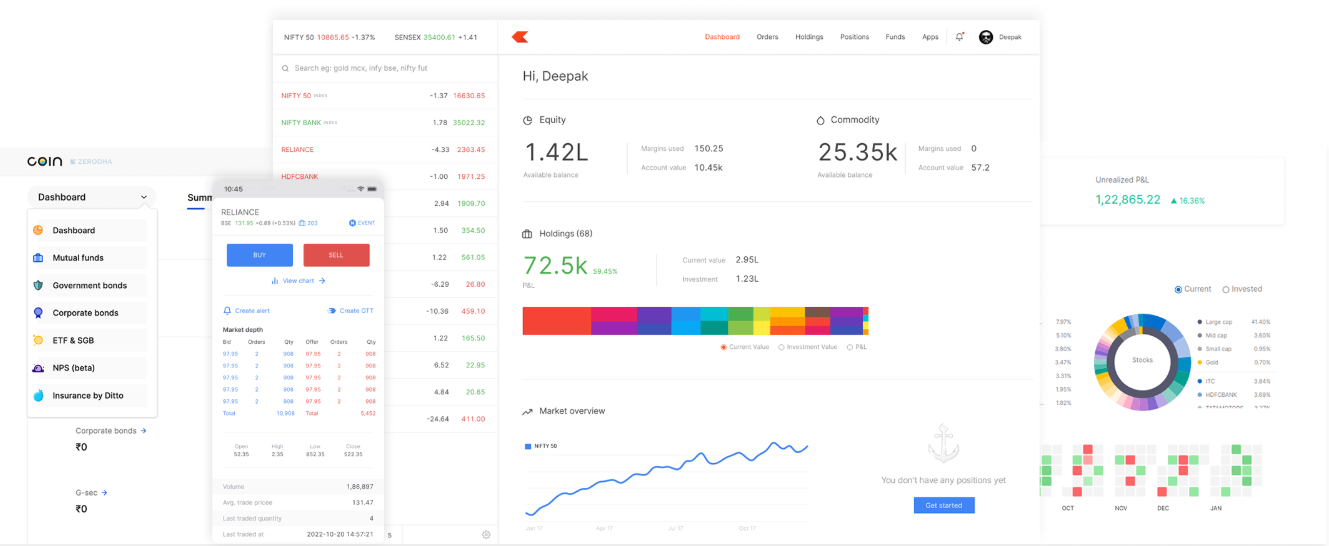 NIFTY 50 10865.65 -1.37% SENSEX 35400.61 +1.41
Search eg: gold mcx, infy bse, nifty fut
NIFTY 50 INDEX -1.37 16630.65
NIFTY BANK INDEX 1.78 35022.32
RELIANCE -4.33 2363.45
HDFCBANK -1.00 1971.25
2.94 1909.70
1.50 354.50
1.22 561.05
-6.29 26.80
-10.36 459.10
1.22 165.50
6.52 22.95
4.84 20.65
-24.64 411.00
5
Dashboard Orders Holdings Positions Funds Apps Deepak
Hi, Deepak
Equity
1.42L
Available balance
Margins used 150.25
Account value 10.45k
Commodity
25.35k
Available balance
Margins used 0
Account value 57.2
Holdings (68)
72.5k 59.45%
P&L
Current value 2.95L
Investment 1.23L
Current Value Investment Value P&L
Market overview
NIFTY 50
Jan 17 Apr 17 Jul 17 Oct 17
You don't have any positions yet
Get started
coin ZERODHA
Dashboard
Summ
Dashboard
Mutual funds
Government bonds
Corporate bonds
ETF & SGB
NPS (beta)
Insurance by Ditto
Corporate bonds →
₹0
G-sec →
₹0
10:45
RELIANCE
BSE 131.95 +0.69 (+0.53%) 203 EVENT
BUY SELL
View chart →
Create alert Create GTT
Market depth
Bid Orders Qty Offer Orders Qty
97.95 2 908 97.95 2 908
97.95 2 908 97.95 2 908
97.95 2 908 97.95 2 908
97.95 2 908 97.95 2 908
97.95 2 908 97.95 2 908
Total 10,908 Total 5,452
Open High Low Close
52.35 2.35 852.35 522.35
Volume 1,86,897
Avg. trade pricee 131.47
Last traded quantity 4
Last traded at 2022-10-20 14:57:21
Unrealized P&L
1,22,865.22 ▲ 16.36%
Current Invested
7.97%
5.10%
3.80%
3.47%
3.31%
1.95%
1.82%
Stocks
Large cap 41.40%
Mid cap 3.60%
Small cap 0.95%
Gold 0.70%
ITC 3.84%
HDFCBANK 3.69%
OCT NOV DEC JAN